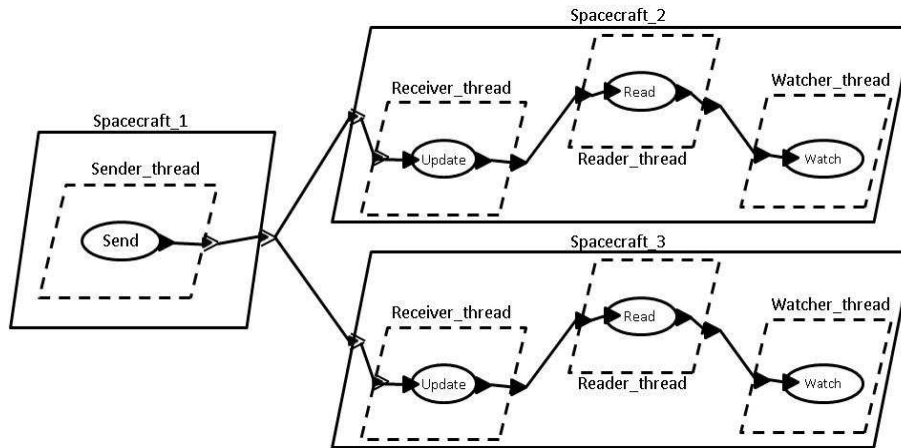 Spacecraft_1
Sender_thread
Send
Spacecraft_2
Receiver_thread
Update
Read
Reader_thread
Watcher_thread
Watch
Spacecraft_3
Receiver_thread
Update
Read
Reader_thread
Watcher_thread
Watch